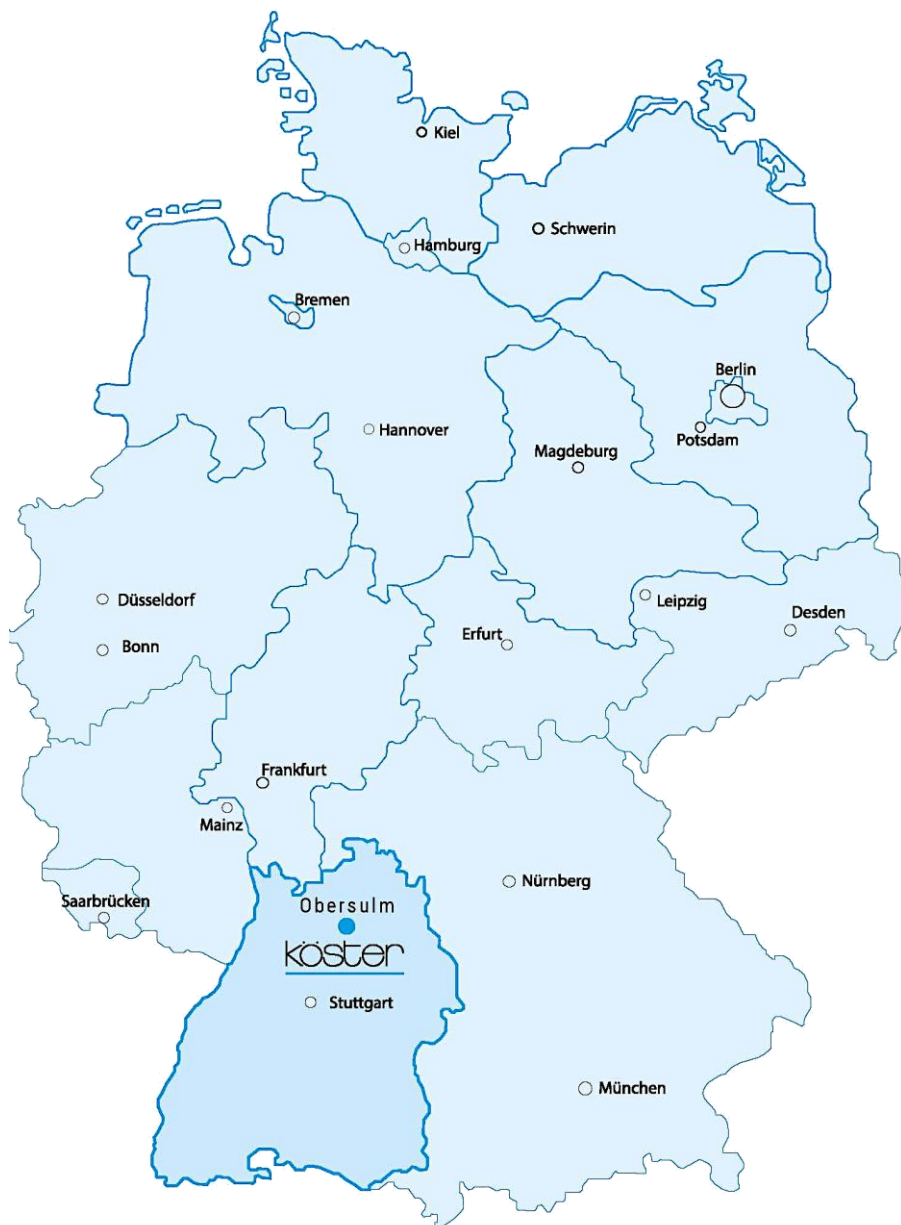 Kiel
Schwerin
Hamburg
Bremen
Berlin
Hannover
Potsdam
Magdeburg
Düsseldorf
Leipzig
Desden
Erfurt
Bonn
Frankfurt
Mainz
Nürnberg
Saarbrücken
Obersulm
köster
Stuttgart
München